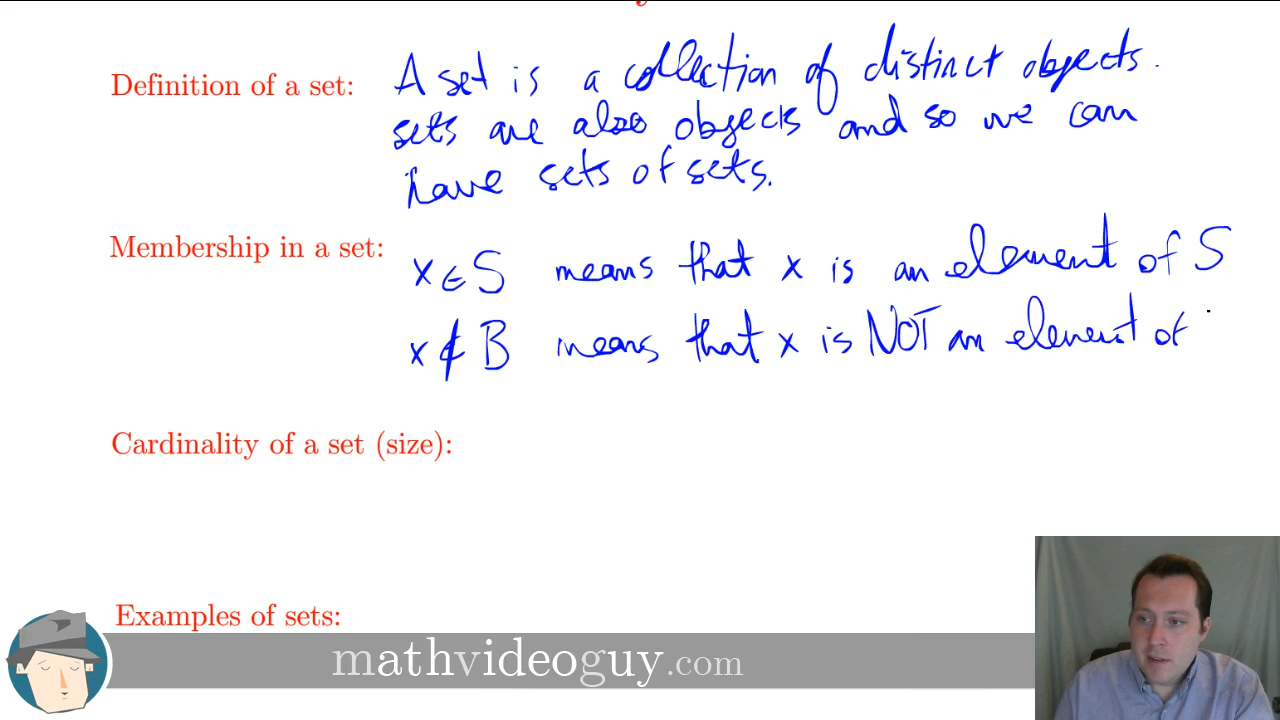 Definition of a set: A set is a collection of distinct objects.
sets are also objects and so we can
have sets of sets.
Membership in a set: x ∈ S means that x is an element of S
x ∉ B means that x is NOT an element of
Cardinality of a set (size):
Examples of sets:
mathvideoguy.com